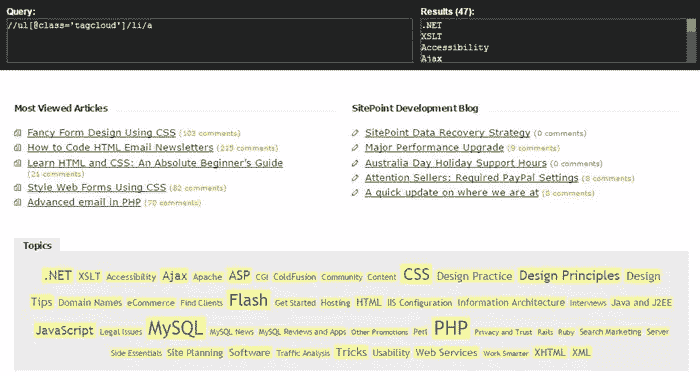 Query:
//ul[@class='tagcloud']/li/a
Results (47):
.NET
XSLT
Accessibility
Ajax
Most Viewed Articles
Fancy Form Design Using CSS (103 comments)
How to Code HTML Email Newsletters (215 comments)
Learn HTML and CSS: An Absolute Beginner's Guide
(21 comments)
Style Web Forms Using CSS (82 comments)
Advanced email in PHP (70 comments)
SitePoint Development Blog
SitePoint Data Recovery Strategy (0 comments)
Major Performance Upgrade (9 comments)
Australia Day Holiday Support Hours (0 comments)
Attention Sellers: Required PayPal Settings (8 comments)
A quick update on where we are at (5 comments)
Topics
.NET XSLT Accessibility Ajax Apache ASP CGI ColdFusion Community Content CSS Design Practice Design Principles Design
Tips Domain Names eCommerce Find Clients Flash Get Started Hosting HTML IIS Configuration Information Architecture Interviews Java and J2EE
JavaScript Legal Issues MySQL MySQL News MySQL Reviews and Apps Other Promotions Perl PHP Privacy and Trust Rails Ruby Search Marketing Server
Side Essentials Site Planning Software Traffic Analysis Tricks Usability Web Services Work Smarter XHTML XML